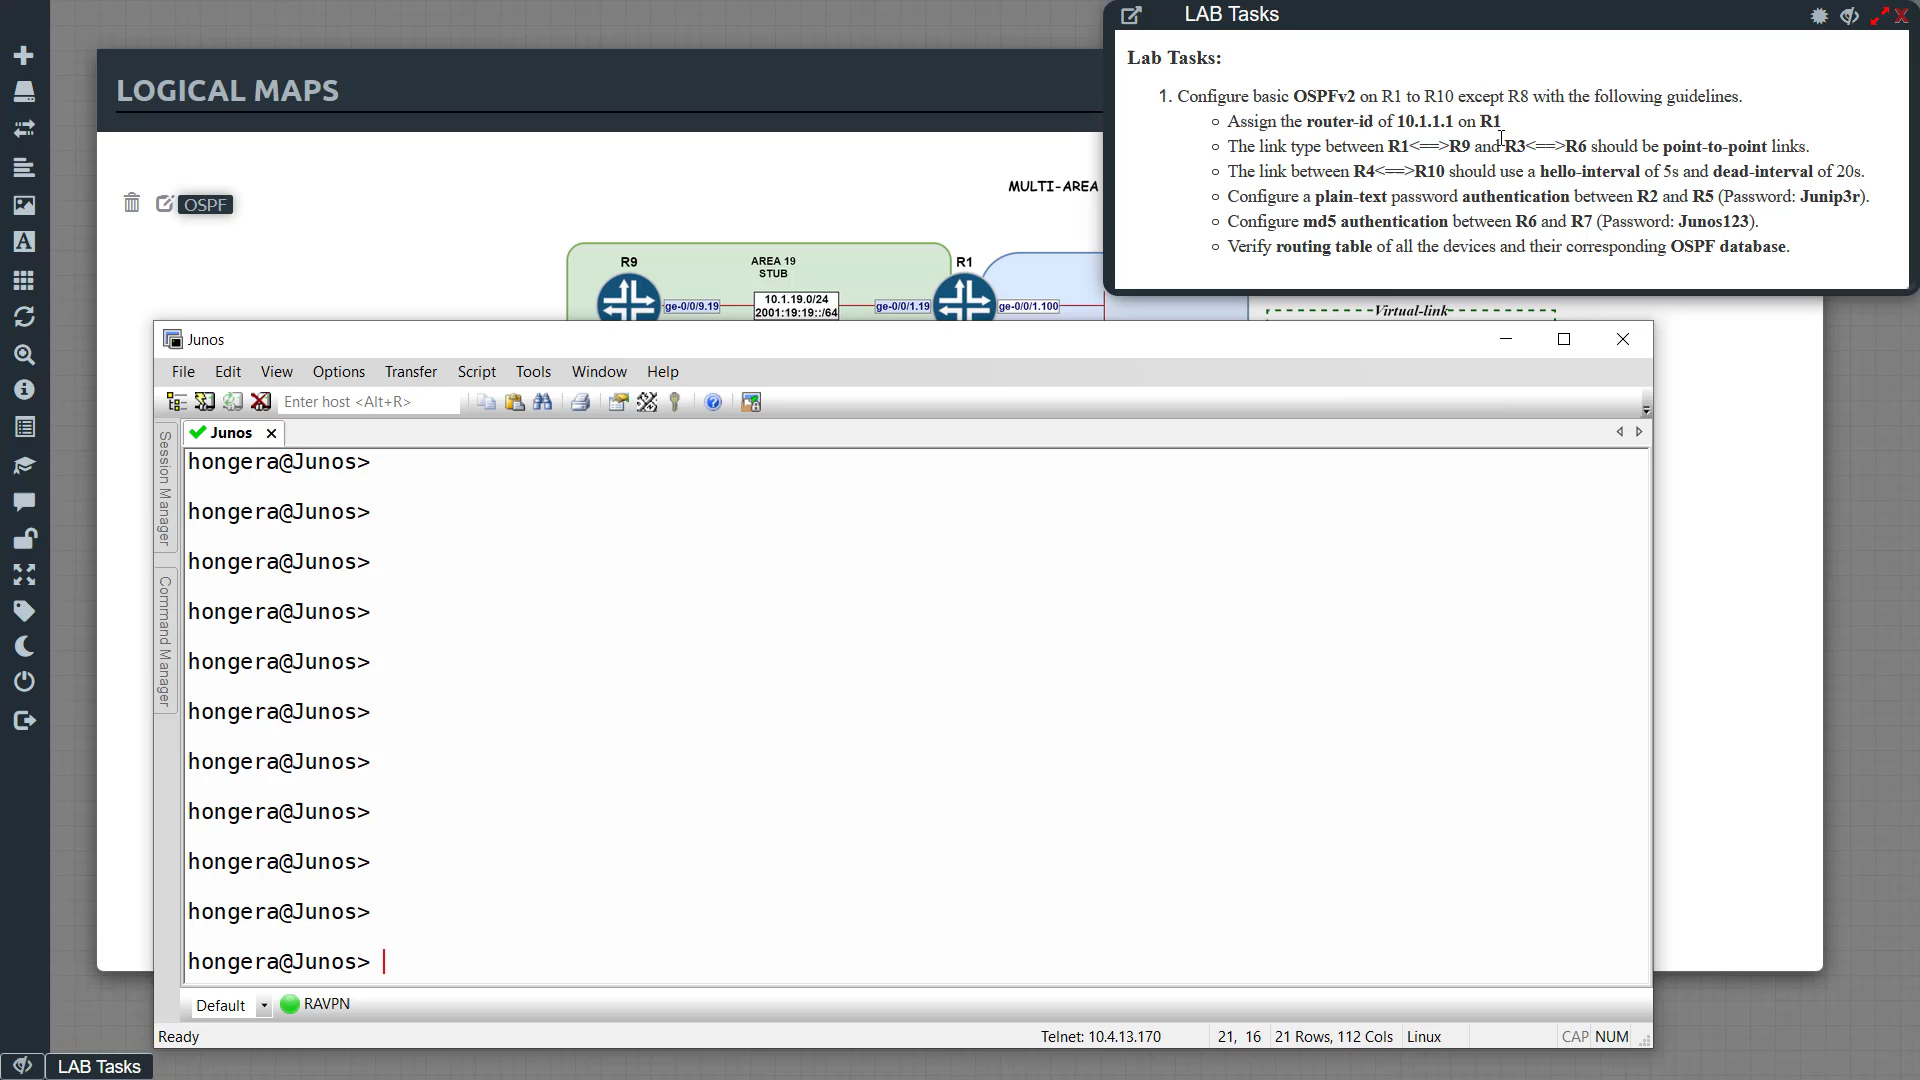 LAB Tasks
Lab Tasks:
1. Configure basic OSPFv2 on R1 to R10 except R8 with the following guidelines.
Assign the router-id of 10.1.1.1 on R1
The link type between R1<==>R9 and R3<==>R6 should be point-to-point links.
The link between R4<==>R10 should use a hello-interval of 5s and dead-interval of 20s.
Configure a plain-text password authentication between R2 and R5 (Password: Junip3r).
Configure md5 authentication between R6 and R7 (Password: Junos123).
Verify routing table of all the devices and their corresponding OSPF database.
LOGICAL MAPS
MULTI-AREA
OSPF
R9
AREA 19
STUB
R1
ge-0/0/9.19
10.1.19.0/24
2001:19:19::/64
ge-0/0/1.19
ge-0/0/1.100
Virtual-link
Junos
File Edit View Options Transfer Script Tools Window Help
Enter host <Alt+R>
Junos
Session Manager
Command Manager
hongera@Junos>
hongera@Junos>
hongera@Junos>
hongera@Junos>
hongera@Junos>
hongera@Junos>
hongera@Junos>
hongera@Junos>
hongera@Junos>
hongera@Junos>
hongera@Junos>
Default RAVPN
Ready Telnet: 10.4.13.170 21, 16 21 Rows, 112 Cols Linux CAP NUM
LAB Tasks